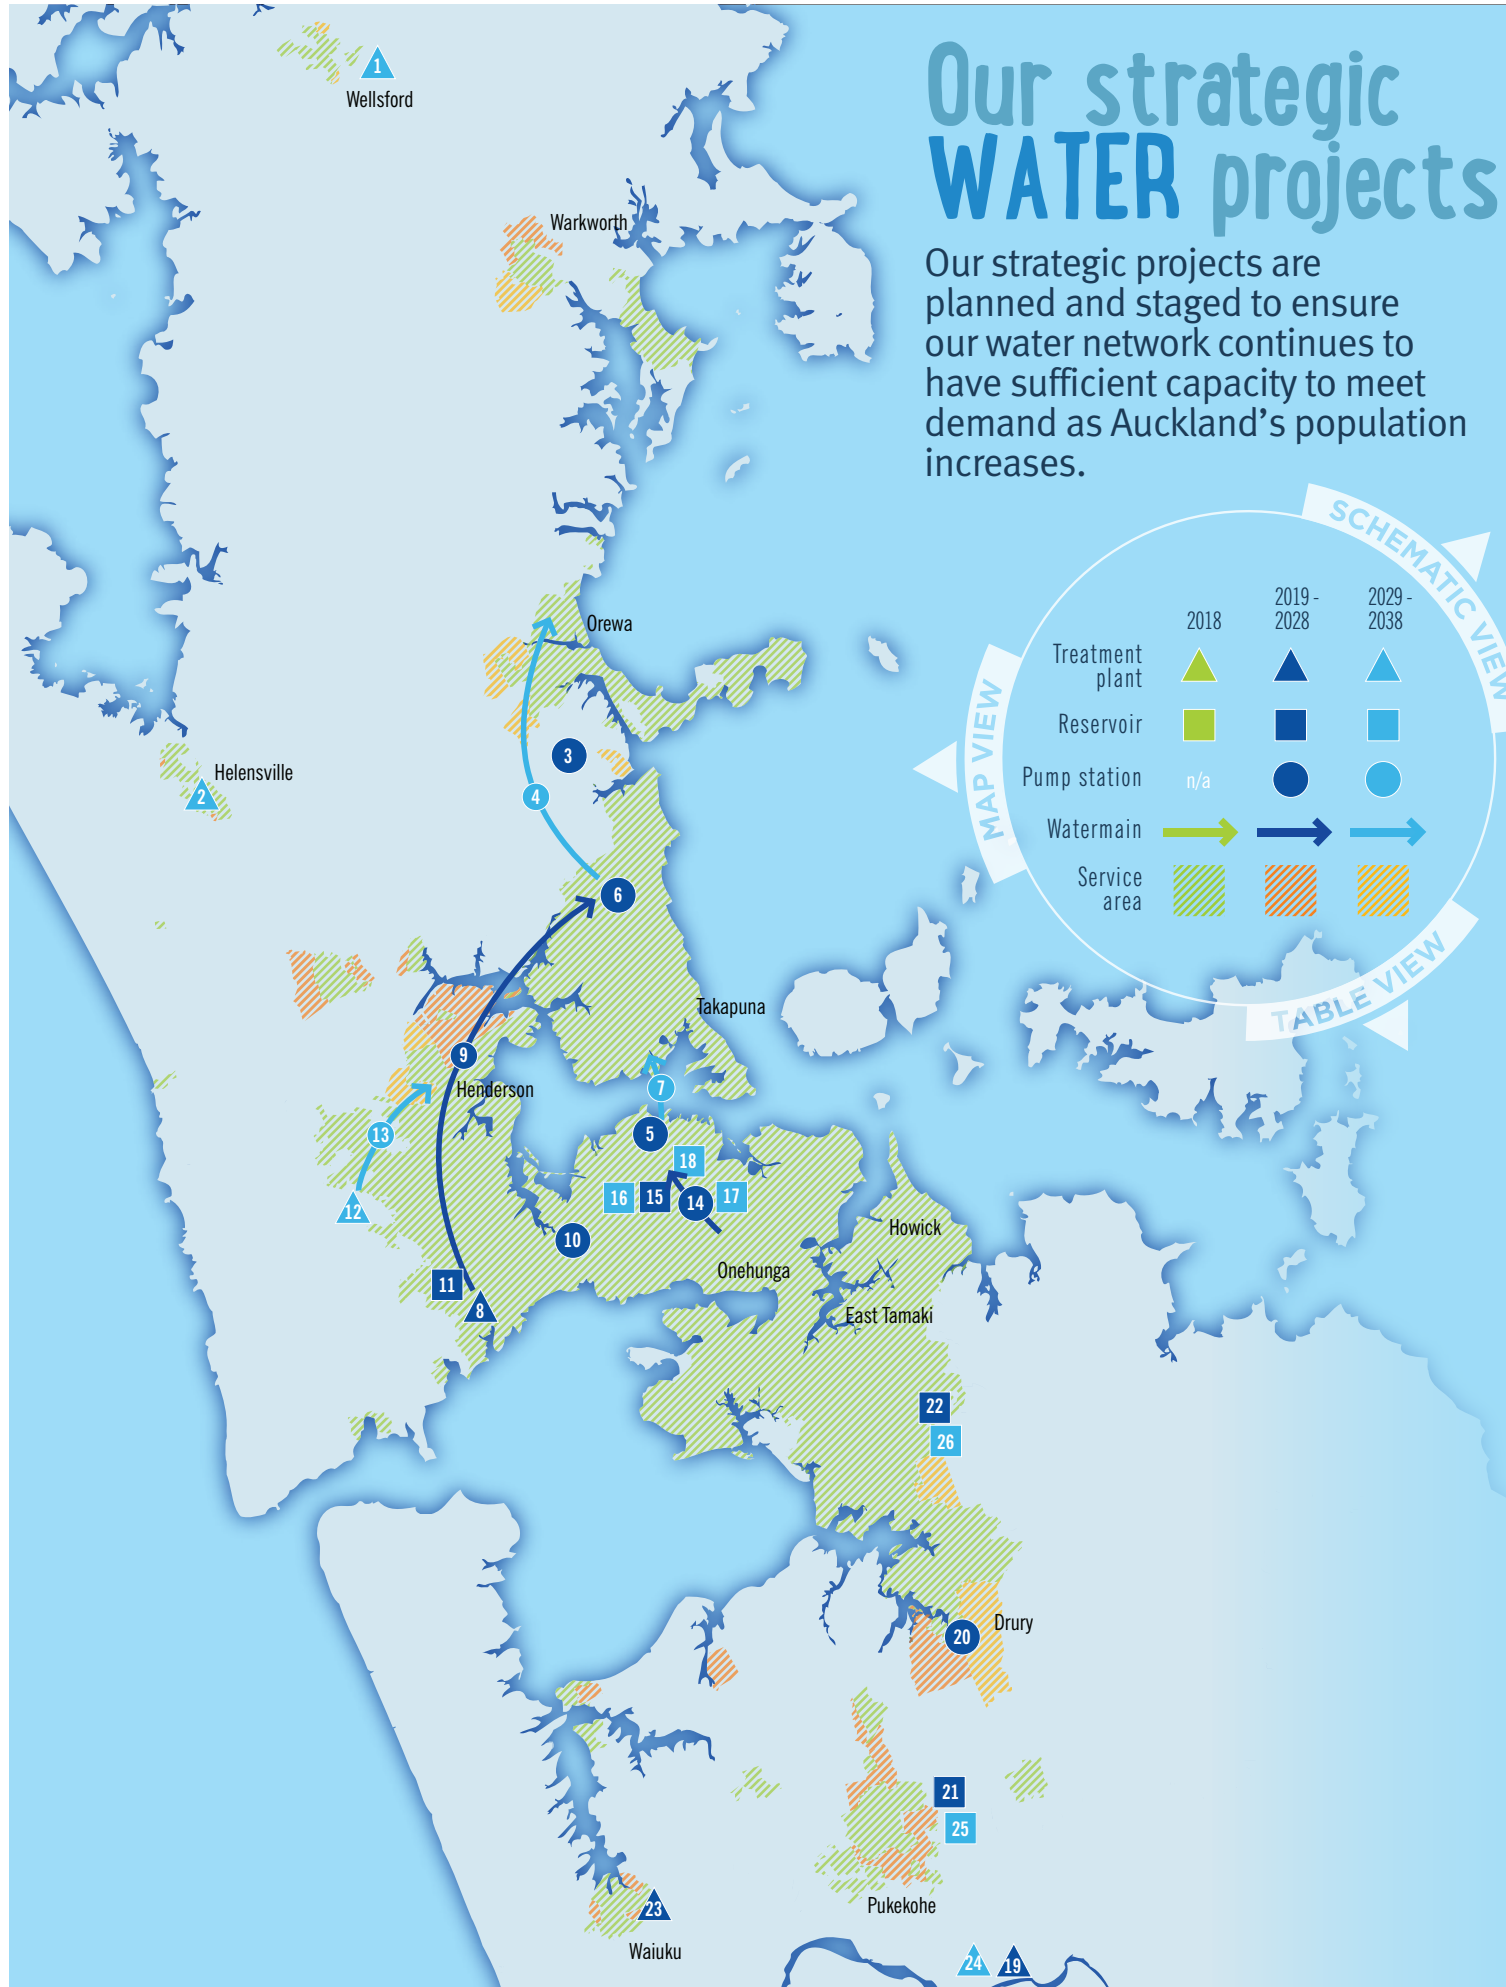 Our strategic
WATER projects
Our strategic projects are
planned and staged to ensure
our water network continues to
have sufficient capacity to meet
demand as Auckland's population
increases.
SCHEMATIC VIEW
MAP VIEW
TABLE VIEW
2018
2019 -
2028
2029 -
2038
Treatment
plant
Reservoir
Pump station
n/a
Watermain
Service
area
1
Wellsford
Warkworth
Orewa
3
Helensville
2
4
6
Takapuna
9
Henderson
7
13
5
18
12
16
15
14
17
Howick
10
Onehunga
11
8
East Tamaki
22
26
Drury
20
21
25
Pukekohe
23
Waiuku
24
19